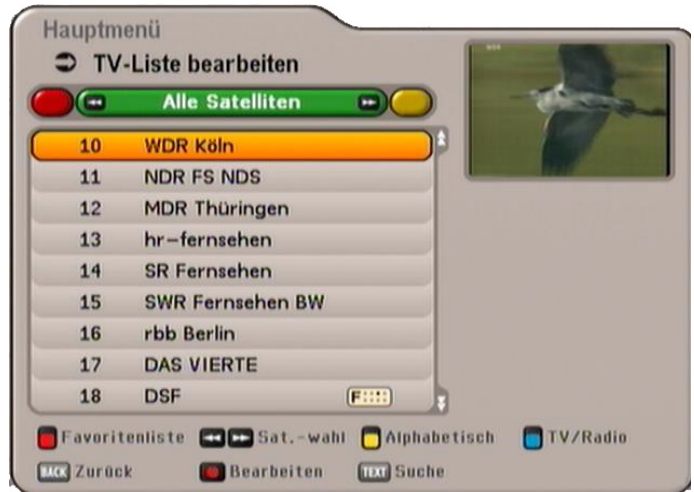 Hauptmenü
TV-Liste bearbeiten
Alle Satelliten
10 WDR Köln
11 NDR FS NDS
12 MDR Thüringen
13 hr-fernsehen
14 SR Fernsehen
15 SWR Fernsehen BW
16 rbb Berlin
17 DAS VIERTE
18 DSF F
Favoritenliste Sat.-wahl Alphabetisch TV/Radio
BACK Zurück Bearbeiten TEXT Suche